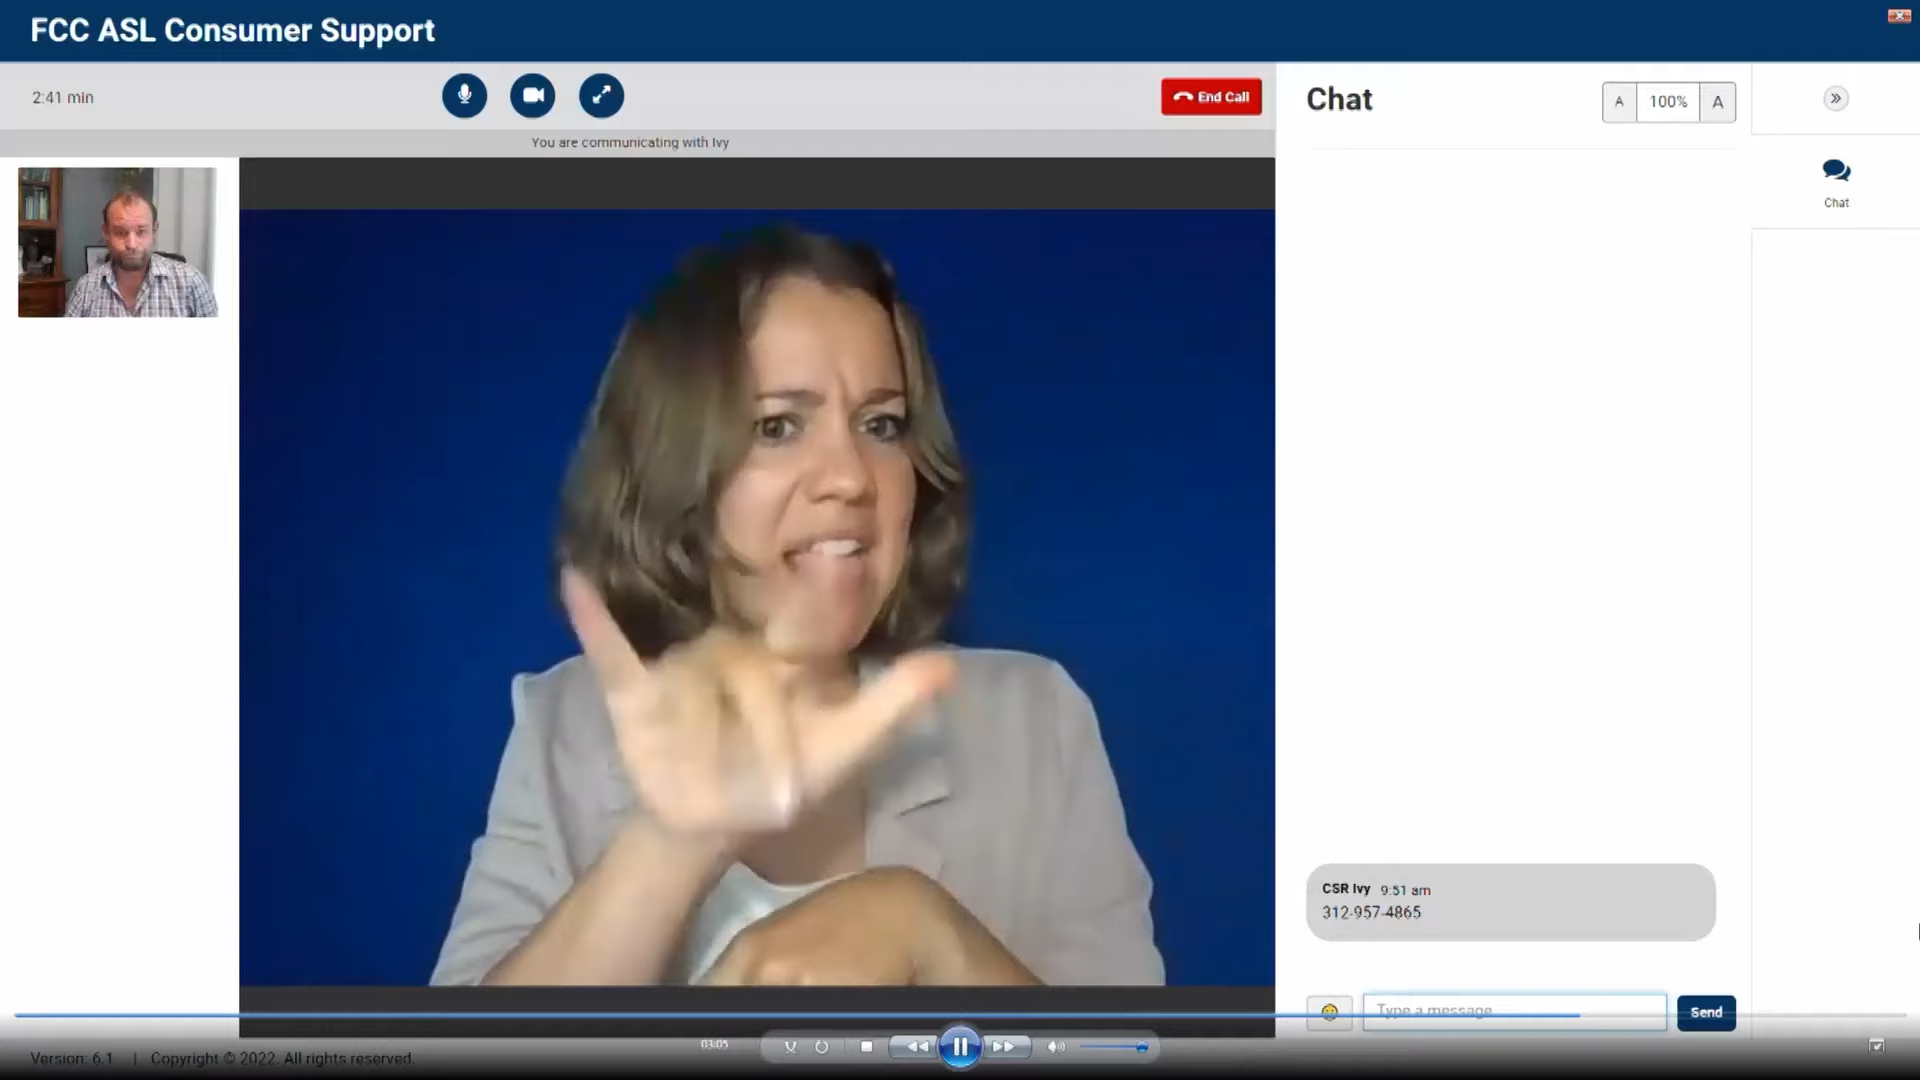 FCC ASL Consumer Support
2:41 min
End Call
You are communicating with Ivy
Chat
A 100% A
Chat
CSR Ivy 9:51 am
312-957-4865
Type a message
Send
03:05
Version: 6.1 | Copyright © 2022. All rights reserved.